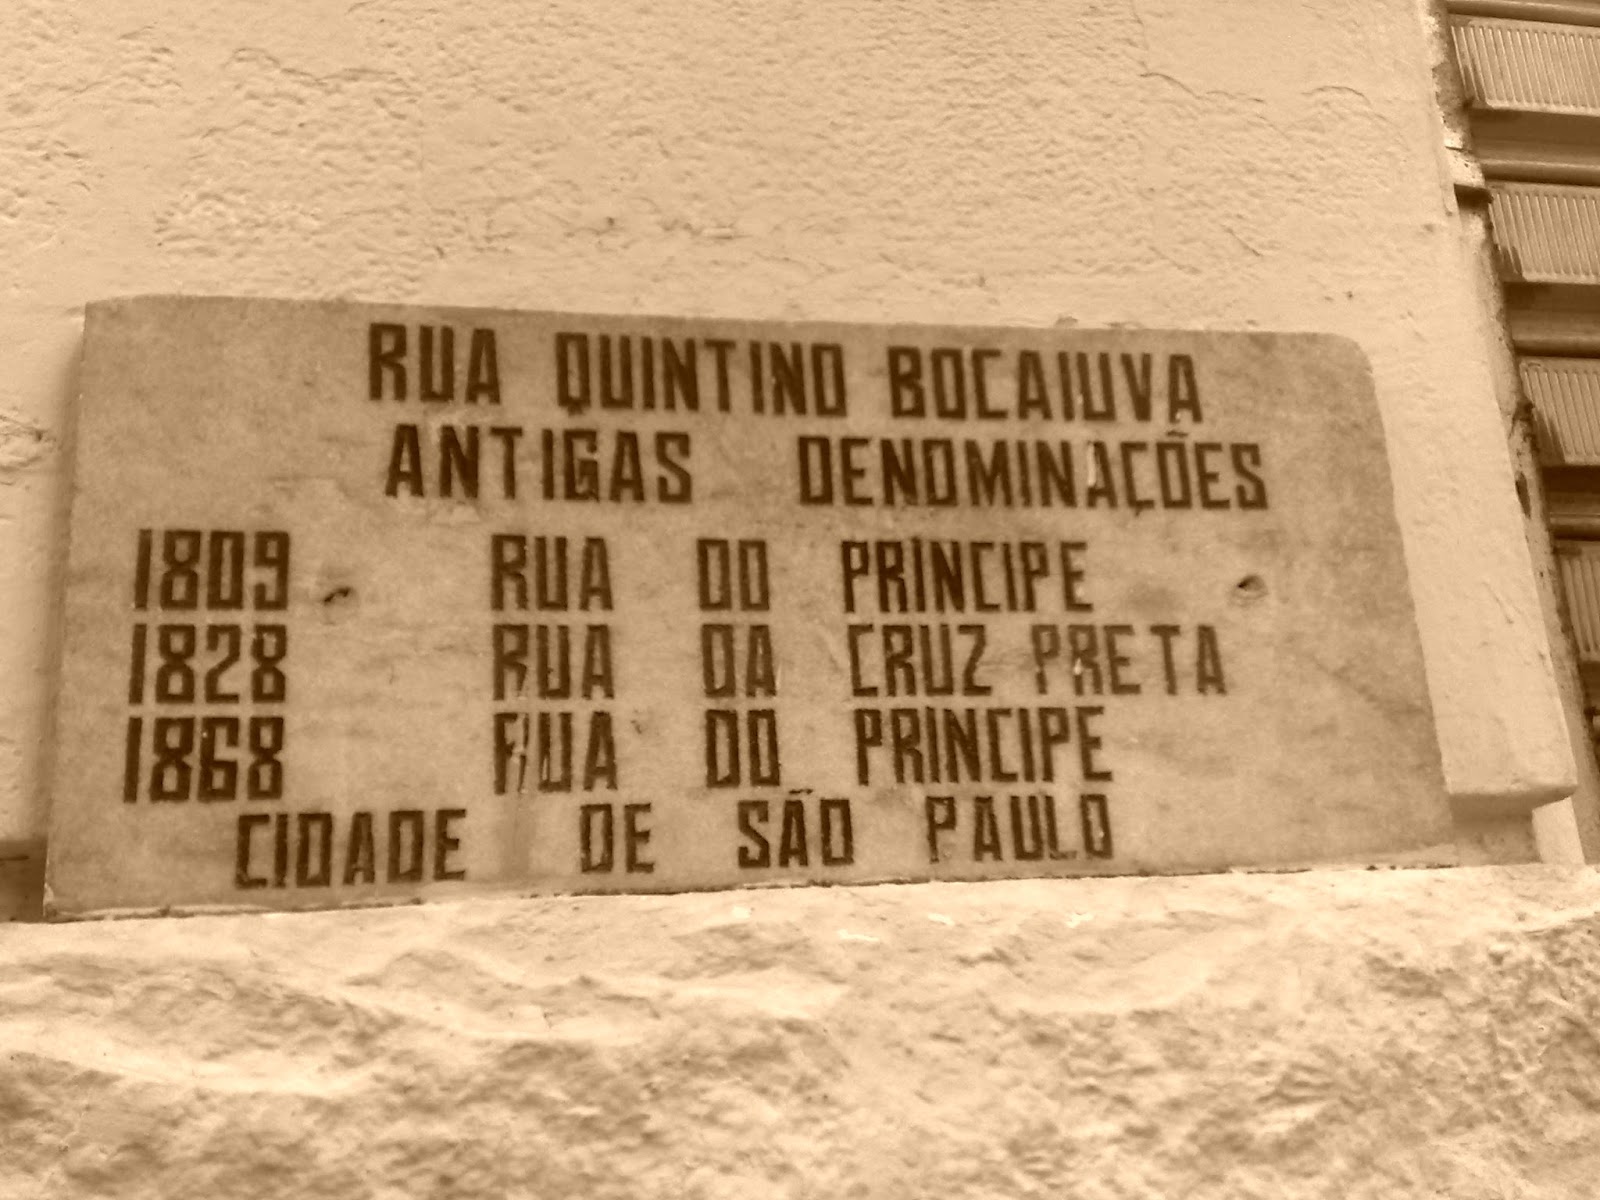 RUA QUINTINO BOCAIUVA
ANTIGAS DENOMINAÇÕES
1809 RUA DO PRINCIPE
1828 RUA DA CRUZ PRETA
1868 RUA DO PRINCIPE
CIDADE DE SÃO PAULO